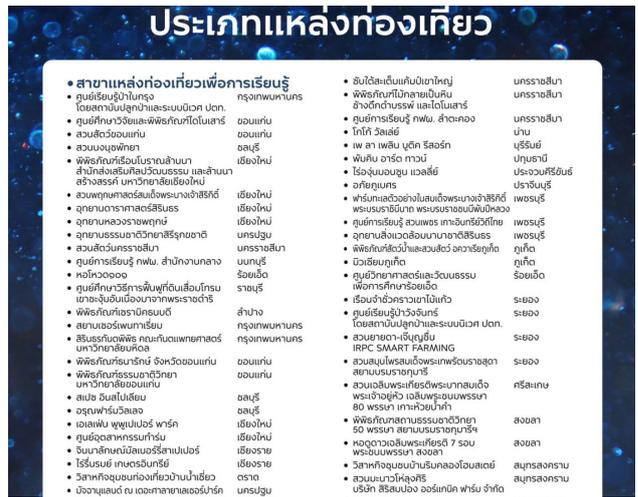 ประเภทแหล่งท่องเที่ยว
• สาขาแหล่งท่องเที่ยวเพื่อการเรียนรู้
• ศูนย์เรียนรู้ป่าในกรุง กรุงเทพมหานคร
โดยสถาบันปลูกป่าและระบบนิเวศ ปตท.
• ศูนย์ศึกษาวิจัยและพิพิธภัณฑ์ไดโนเสาร์ ขอนแก่น
• สวนสัตว์ขอนแก่น ขอนแก่น
• สวนนงนุชพัทยา ชลบุรี
• พิพิธภัณฑ์เรือนโบราณล้านนา เชียงใหม่
สำนักส่งเสริมศิลปวัฒนธรรม และล้านนา
สร้างสรรค์ มหาวิทยาลัยเชียงใหม่
• สวนพฤกษศาสตร์สมเด็จพระนางเจ้าสิริกิติ์ เชียงใหม่
• อุทยานดาราศาสตร์สิรินธร เชียงใหม่
• อุทยานหลวงราชพฤกษ์ เชียงใหม่
• อุทยานธรรมชาติวิทยาสิรีรุกขชาติ นครปฐม
• สวนสัตว์นครราชสีมา นครราชสีมา
• ศูนย์การเรียนรู้ กฟผ. สำนักงานกลาง นนทบุรี
• หอโหวด๑๐๑ ร้อยเอ็ด
• ศูนย์ศึกษาวิธีการฟื้นฟูที่ดินเสื่อมโทรม ราชบุรี
เขาชะงุ้มอันเนื่องมาจากพระราชดำริ
• พิพิธภัณฑ์เซรามิคธนบดี ลำปาง
• สยามเซอร์เพนทาเรี่ยม กรุงเทพมหานคร
• สิรินธรทันตพิพิธ คณะทันตแพทยศาสตร์ กรุงเทพมหานคร
มหาวิทยาลัยมหิดล
• พิพิธภัณฑ์ธนารักษ์ จังหวัดขอนแก่น ขอนแก่น
• พิพิธภัณฑ์ธรรมชาติวิทยา ขอนแก่น
มหาวิทยาลัยขอนแก่น
• สเปซ อินสไปเลียม ชลบุรี
• อรุณฟาร์มวิลเลจ ชลบุรี
• เอเลเฟ่น พูพูเปเปอร์ พาร์ค เชียงใหม่
• ศูนย์อุตสาหกรรมทำร่ม เชียงใหม่
• จินนาลักษณ์มัลเบอร์รี่สาเปเปอร์ เชียงราย
• ไร่รื่นรมย์ เกษตรอินทรีย์ เชียงราย
• วิสาหกิจชุมชนท่องเที่ยวบ้านน้ำเชี่ยว ตราด
• มัจฉานุแลนด์ ณ เดอะศาลายาเลเชอร์ปาร์ค นครปฐม
• ซับใต้สะเต็มแค้มป์เขาใหญ่ นครราชสีมา
• พิพิธภัณฑ์ไม้กลายเป็นหิน นครราชสีมา
ช้างดึกดำบรรพ์ และไดโนเสาร์
• ศูนย์การเรียนรู้ กฟผ. ลำตะคอง นครราชสีมา
• โกโก้ วัลเล่ย์ น่าน
• เพ ลา เพลิน บูติค รีสอร์ท บุรีรัมย์
• พับคิน อาร์ต ทาวน์ ปทุมธานี
• ไร่องุ่นมอนซูน แวลลี่ย์ ประจวบคีรีขันธ์
• อภัยภูเบศร ปราจีนบุรี
• ฟาร์มทะเลตัวอย่างในสมเด็จพระนางเจ้าสิริกิติ์ เพชรบุรี
พระบรมราชินีนาถ พระบรมราชชนนีพันปีหลวง
• ศูนย์การเรียนรู้ สวนเพชร เกาะอินทรีย์วิถีไทย เพชรบุรี
• อุทยานสิ่งแวดล้อมนานาชาติสิรินธร เพชรบุรี
• พิพิธภัณฑ์สัตว์น้ำและสวนสัตว์ อควาเรียภูเก็ต ภูเก็ต
• มิวเซียมภูเก็ต ภูเก็ต
• ศูนย์วิทยาศาสตร์และวัฒนธรรม ร้อยเอ็ด
เพื่อการศึกษาร้อยเอ็ด
• เรือนจำชั่วคราวเขาไม้แก้ว ระยอง
• ศูนย์เรียนรู้ป่าวังจันทร์ ระยอง
โดยสถาบันปลูกป่าและระบบนิเวศ ปตท.
• สวนยายดา-เจ๊บุญชื่น ระยอง
IRPC SMART FARMING
• สวนสมุนไพรสมเด็จพระเทพรัตนราชสุดา ระยอง
สยามบรมราชกุมารี
• สวนเฉลิมพระเกียรติพระบาทสมเด็จ ศรีสะเกษ
พระเจ้าอยู่หัว เฉลิมพระชนมพรรษา
80 พรรษา เกาะห้วยน้ำคำ
• พิพิธภัณฑสถานธรรมชาติวิทยา สงขลา
50 พรรษา สยามบรมราชกุมารีฯ
• หอดูดาวเฉลิมพระเกียรติ 7 รอบ สงขลา
พระชนมพรรษา สงขลา
• วิสาหกิจชุมชนบ้านริมคลองโฮมสเตย์ สมุทรสงคราม
• สวนมะนาวโห่ลุงศิริ สมุทรสงคราม
บริษัท สิริสมปอง ออร์แกนิค ฟาร์ม จำกัด